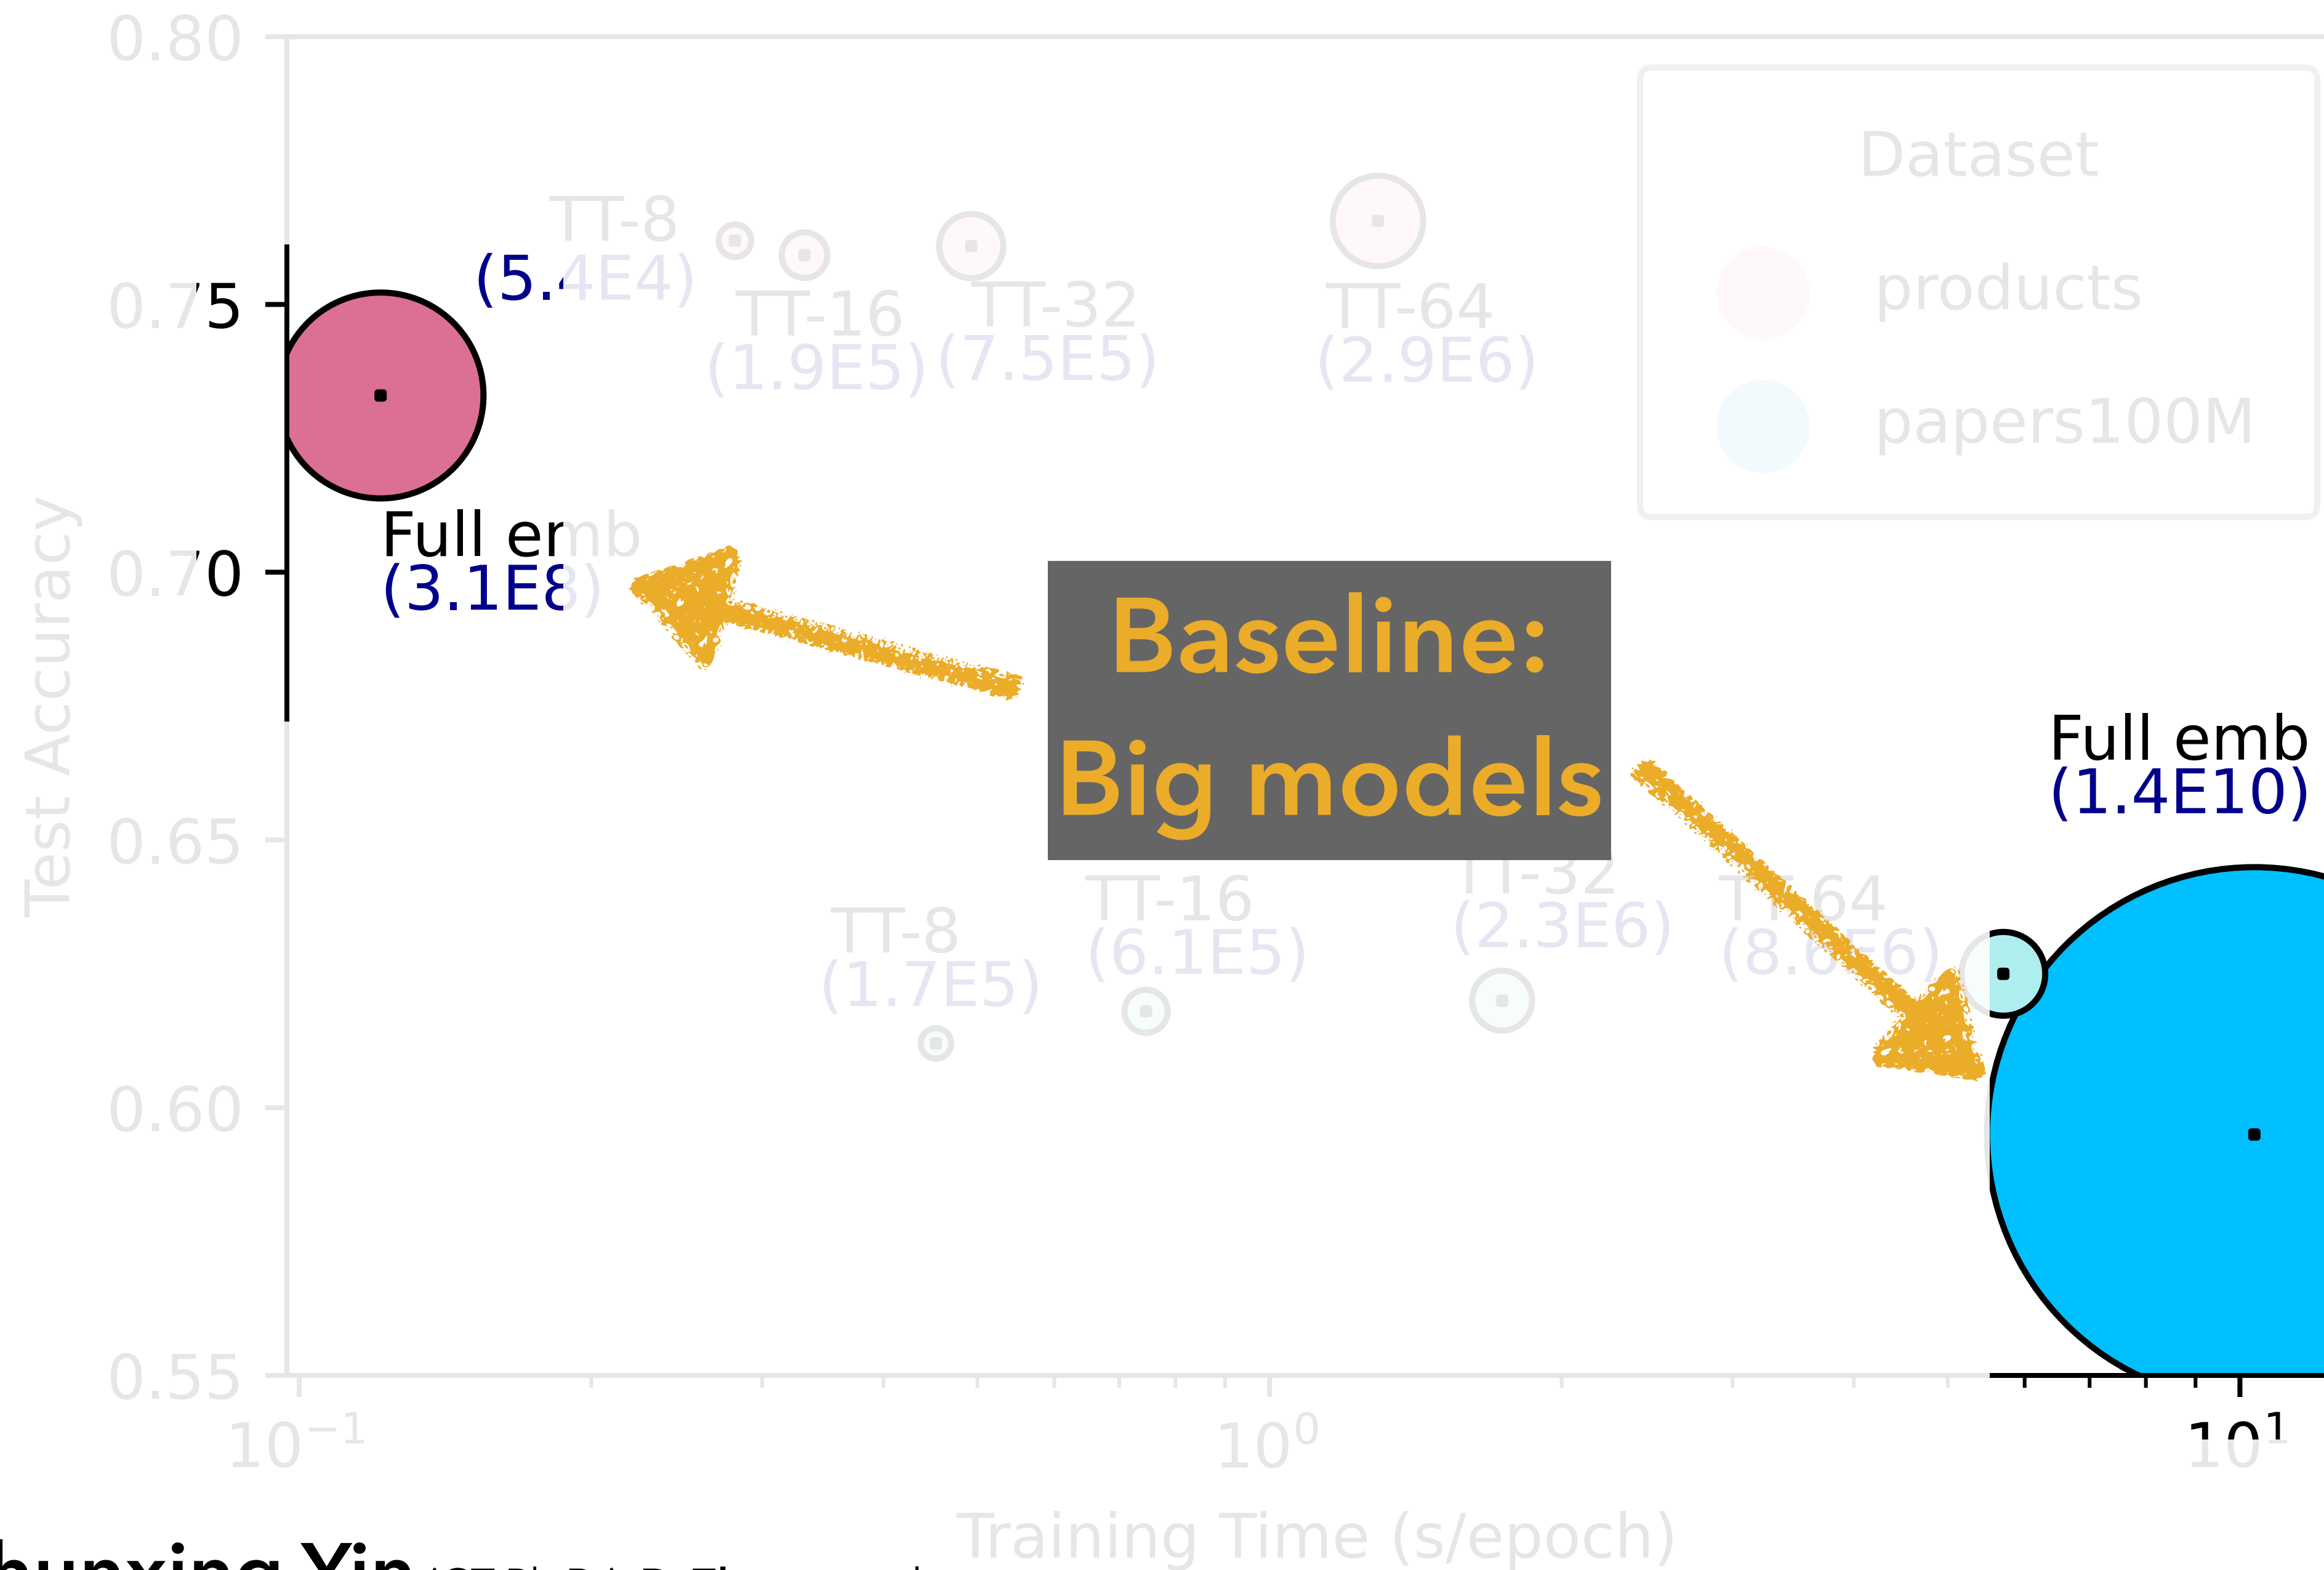 0.80
0.75
0.70
0.65
0.60
0.55
Test Accuracy
Dataset
products
papers100M
TT-8
(5.4E4)
TT-16
(1.9E5)
TT-32
(7.5E5)
TT-64
(2.9E6)
Full emb
(3.1E8)
Baseline:
Big models
Full emb
(1.4E10)
TT-8
(1.7E5)
TT-16
(6.1E5)
TT-32
(2.3E6)
TT-64
(8.6E6)
10⁻¹
10⁰
10¹
Training Time (s/epoch)
Yin